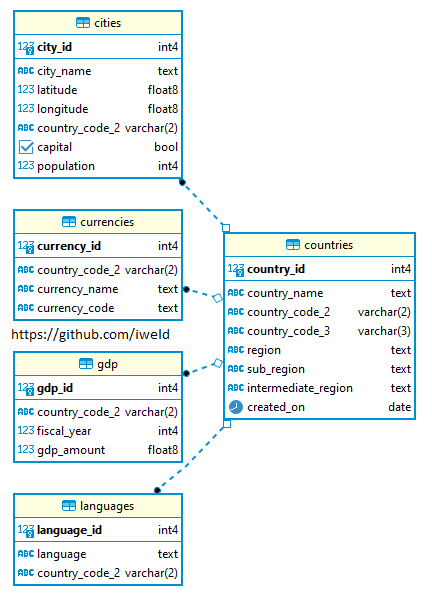 cities
123 city_id int4
ABC city_name text
123 latitude float8
123 longitude float8
ABC country_code_2 varchar(2)
capital bool
123 population int4
currencies
123 currency_id int4
ABC country_code_2 varchar(2)
ABC currency_name text
ABC currency_code text
countries
123 country_id int4
ABC country_name text
ABC country_code_2 varchar(2)
ABC country_code_3 varchar(3)
ABC region text
ABC sub_region text
ABC intermediate_region text
created_on date
https://github.com/iweld
gdp
123 gdp_id int4
ABC country_code_2 varchar(2)
123 fiscal_year int4
123 gdp_amount float8
languages
123 language_id int4
ABC language text
ABC country_code_2 varchar(2)